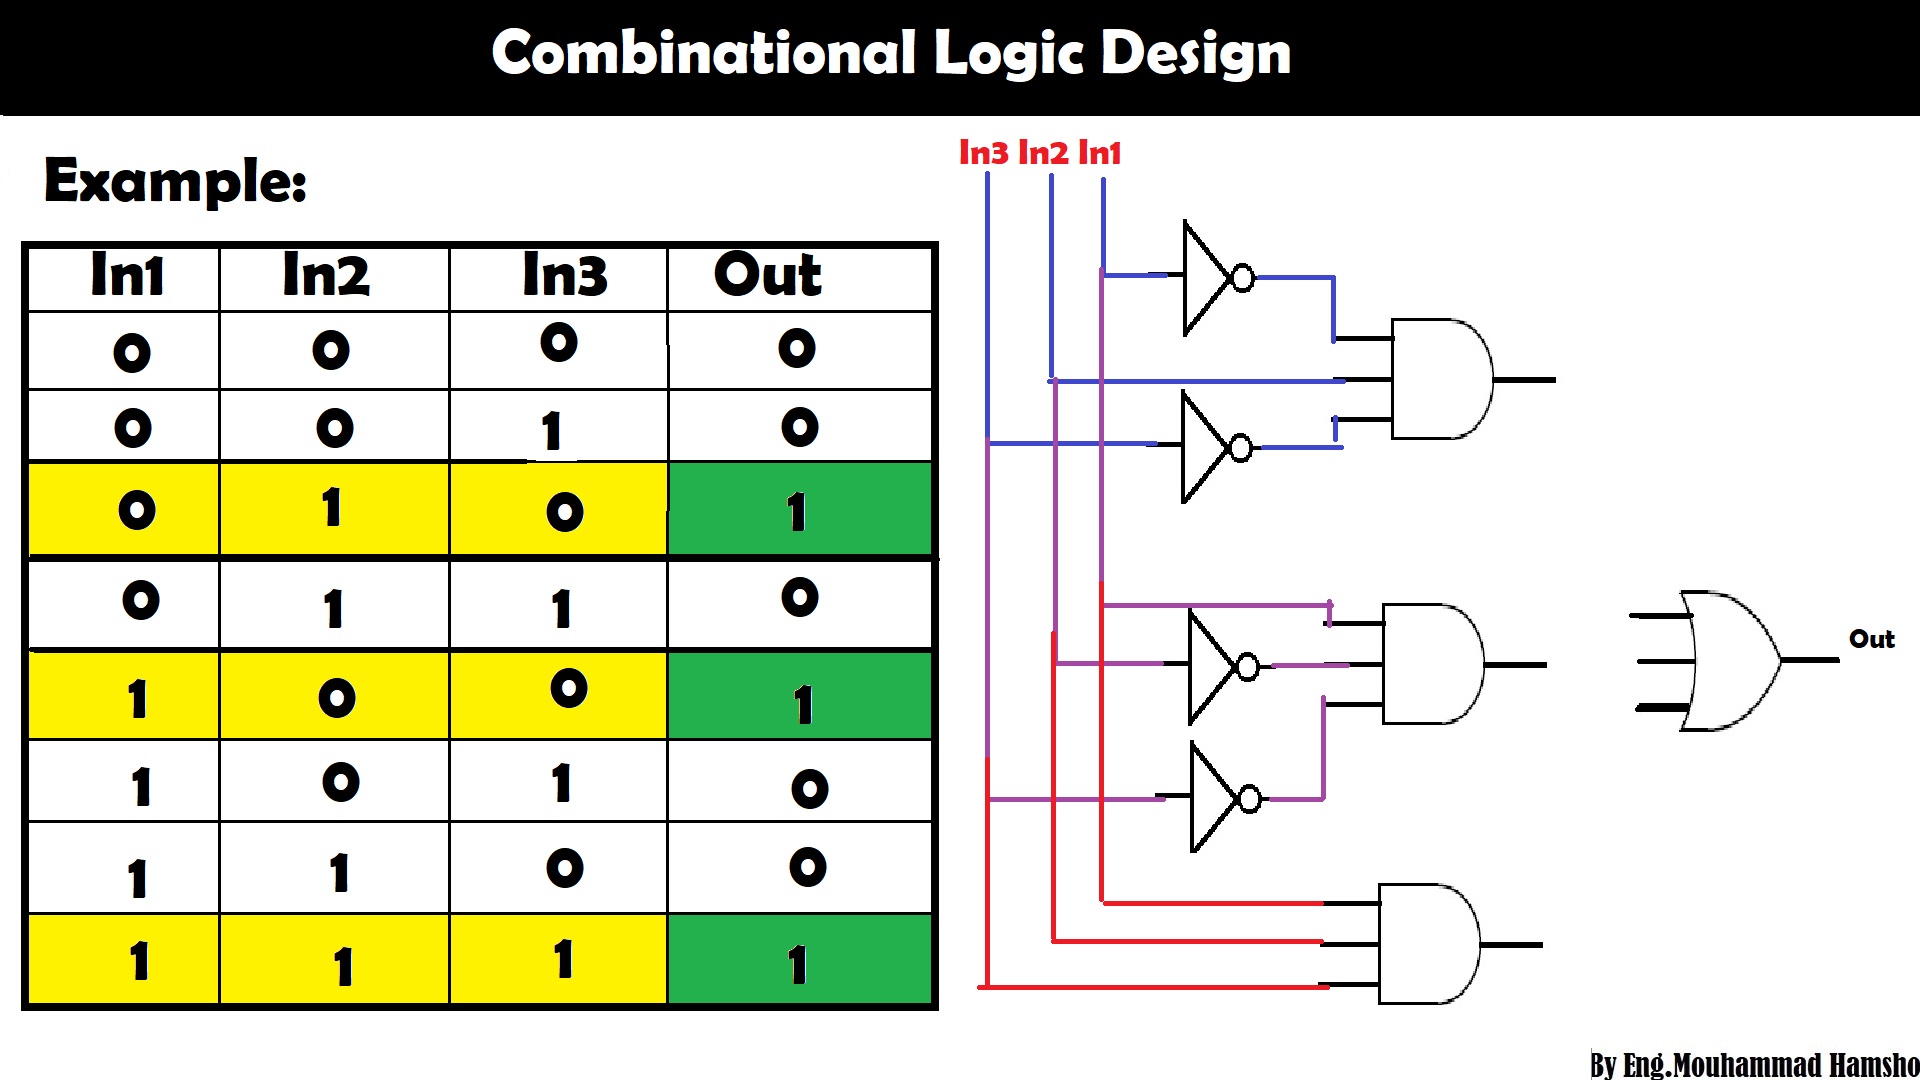 Combinational Logic Design
Example:
In1 In2 In3 Out
0 0 0 0
0 0 1 0
0 1 0 1
0 1 1 0
1 0 0 1
1 0 1 0
1 1 0 0
1 1 1 1
In3 In2 In1
Out
By Eng.Mouhammad Hamsho